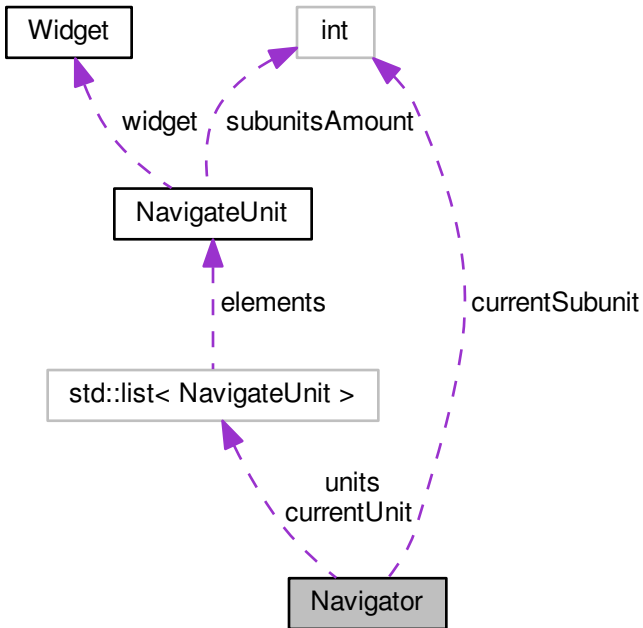 Widget
int
widget
subunitsAmount
NavigateUnit
elements
currentSubunit
std::list< NavigateUnit >
units
currentUnit
Navigator